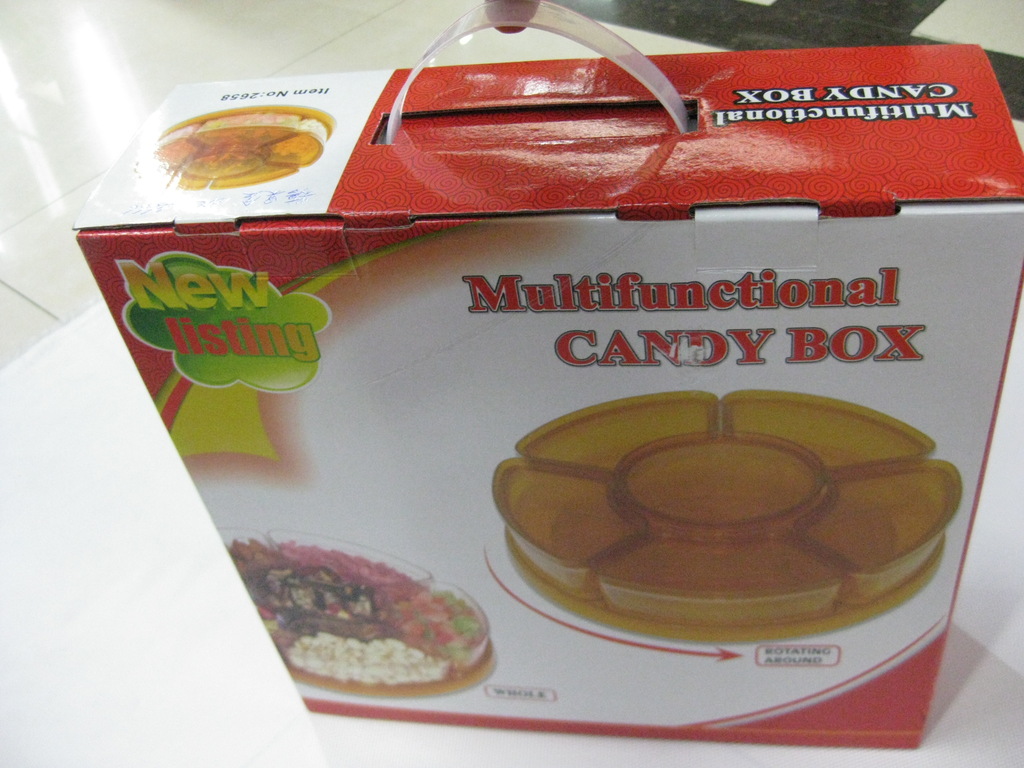 Item No:2658
Multifunctional
CANDY BOX
New
listing
Multifunctional
CANDY BOX
ROTATING
AROUND
WHOLE